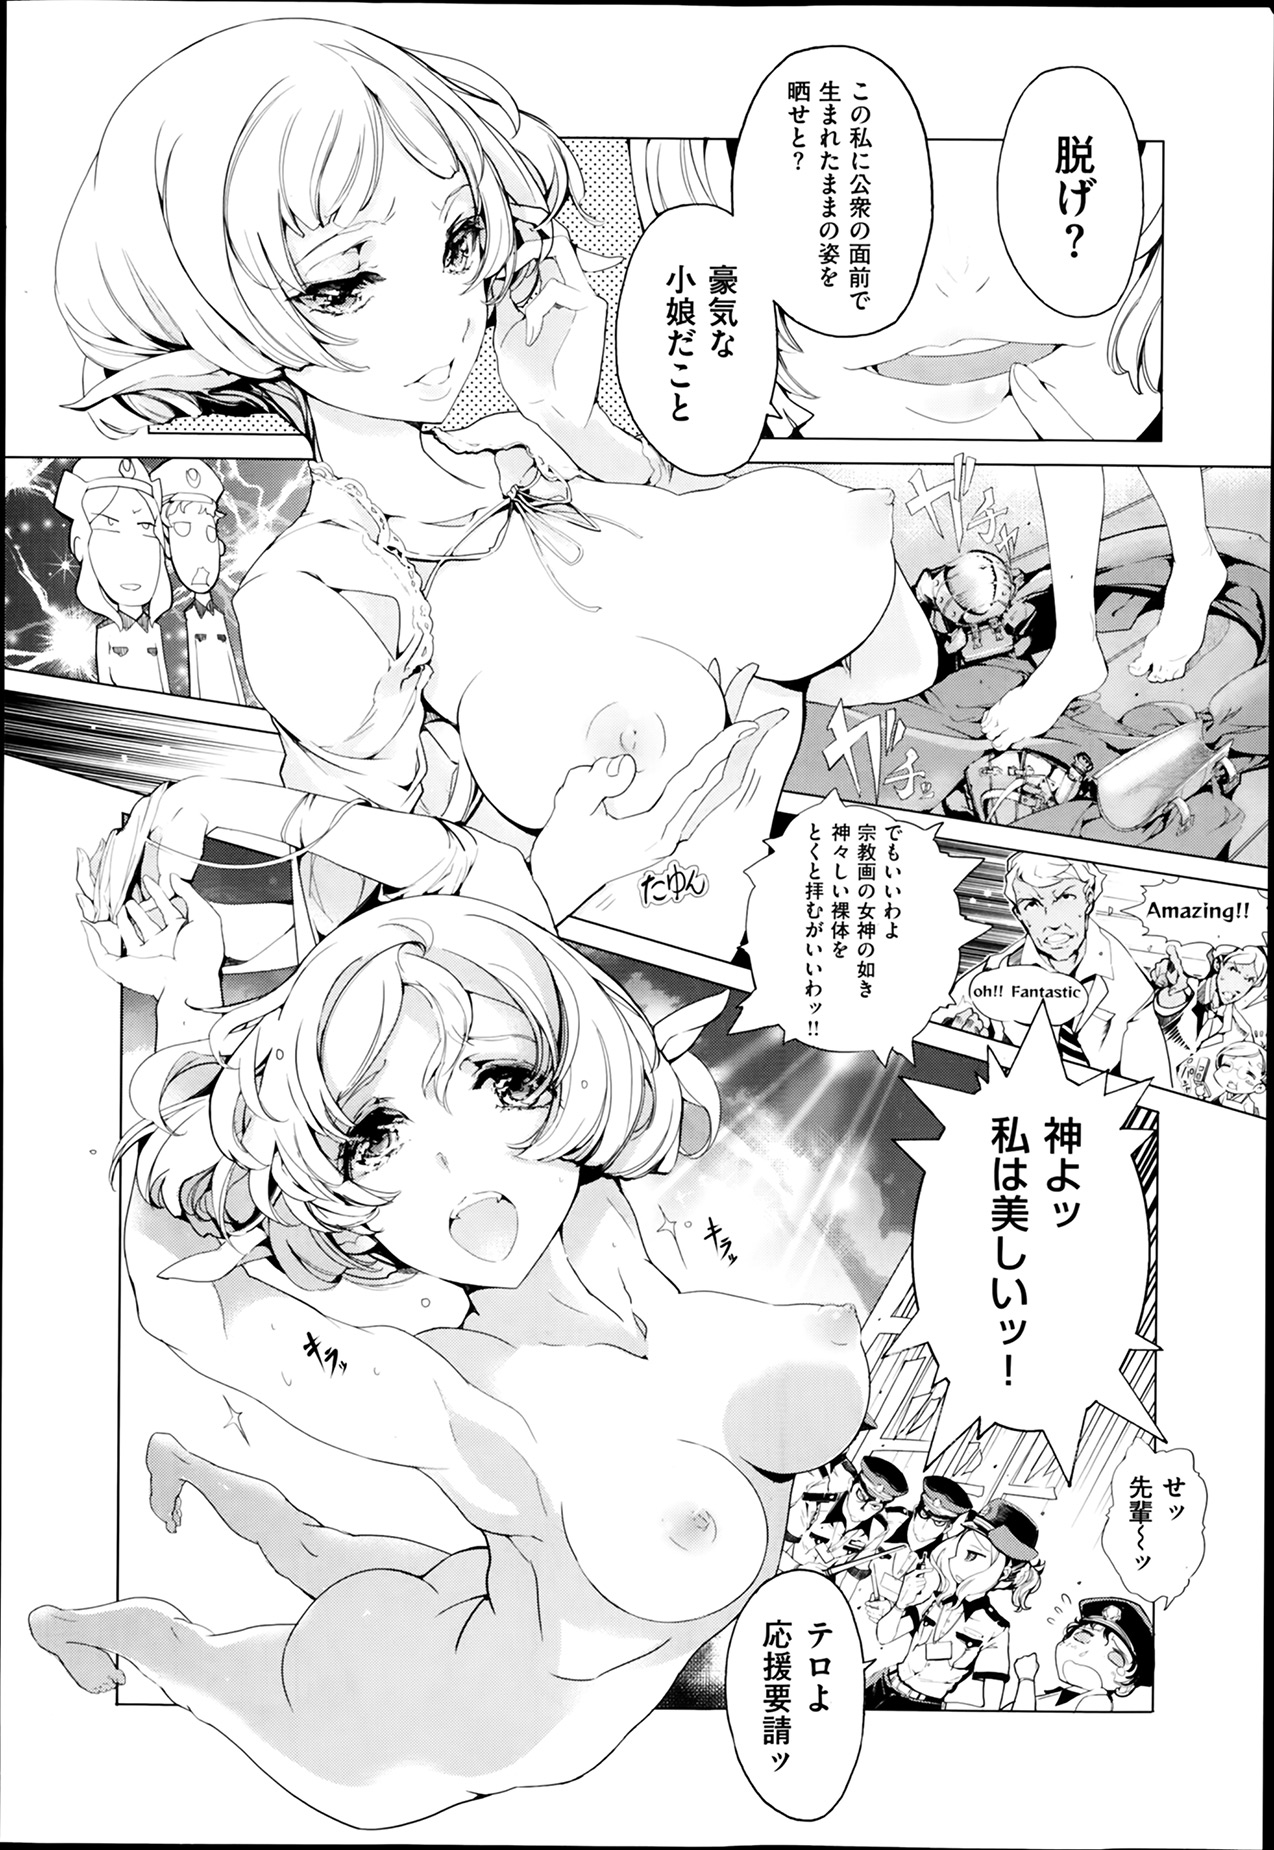 脱げ?
この私に公衆の面前で
生まれたままの姿を
晒せと?
豪気な
小娘だこと
ガチャ
ガチッ
たゆん
でもいいわよ
宗教画の女神の如き
神々しい裸体を
とくと拝むがいいわッ!!
Amazing!!
oh!! Fantastic
神よッ
私は美しいッ!
キラッ
キラッ
せッ
先輩〜ッ
テロよ
応援要請ッ